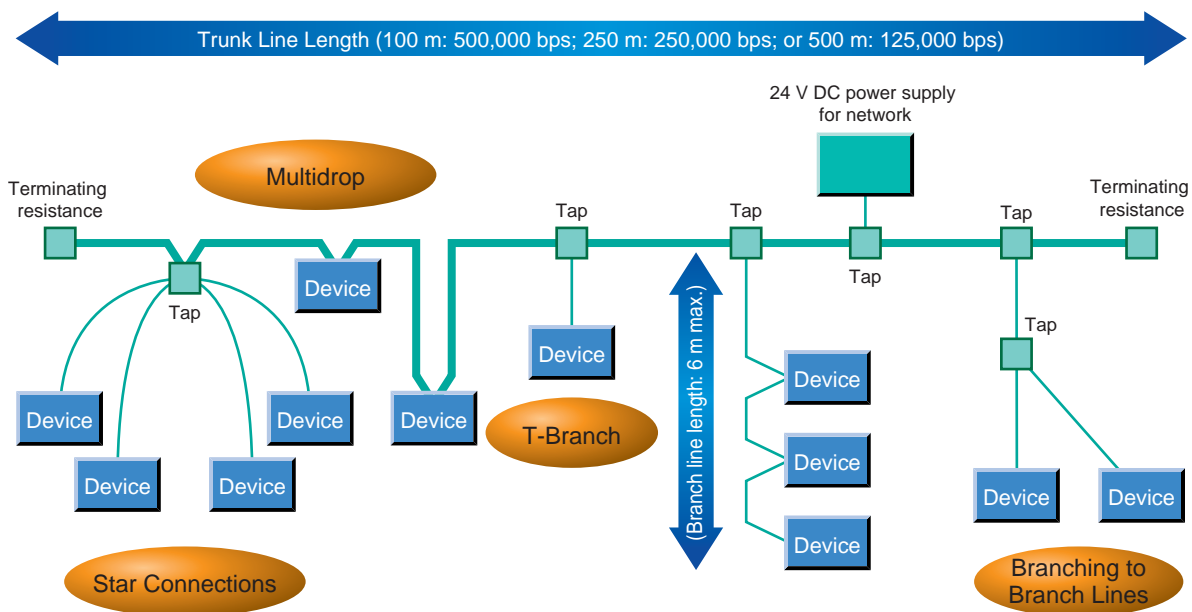 Trunk Line Length (100 m: 500,000 bps; 250 m: 250,000 bps; or 500 m: 125,000 bps)
24 V DC power supply
for network
Multidrop
Terminating
resistance
Tap
Tap
Tap
Terminating
resistance
Tap
Tap
Device
Tap
Device
Device
Device
Device
Device
Device
Device
T-Branch
(Branch line length: 6 m max.)
Device
Device
Device
Device
Device
Star Connections
Branching to
Branch Lines